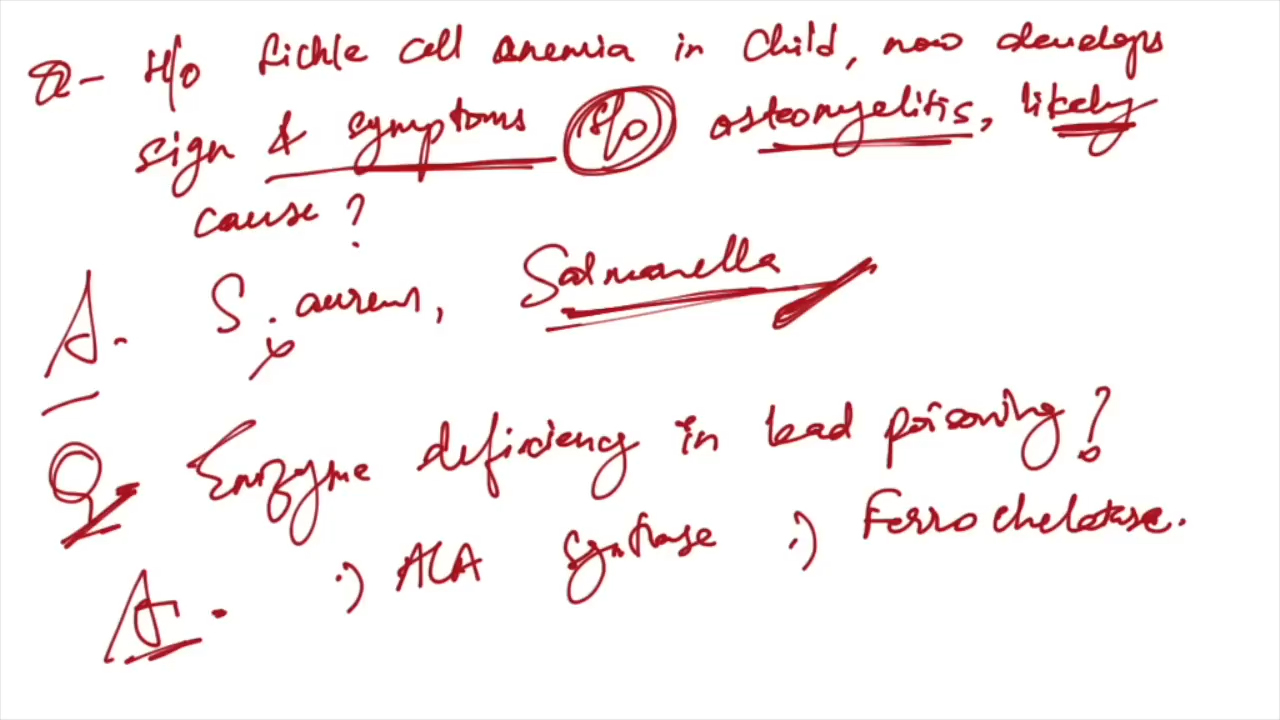 Q- H/o Sickle cell anemia in child, now develops
sign & symptoms s/o osteomyelitis, likely
cause?
A. S. aureus, Salmonella
Q Enzyme deficiency in lead poisoning?
A. ·) ALA synthase ·) Ferrochelatase.